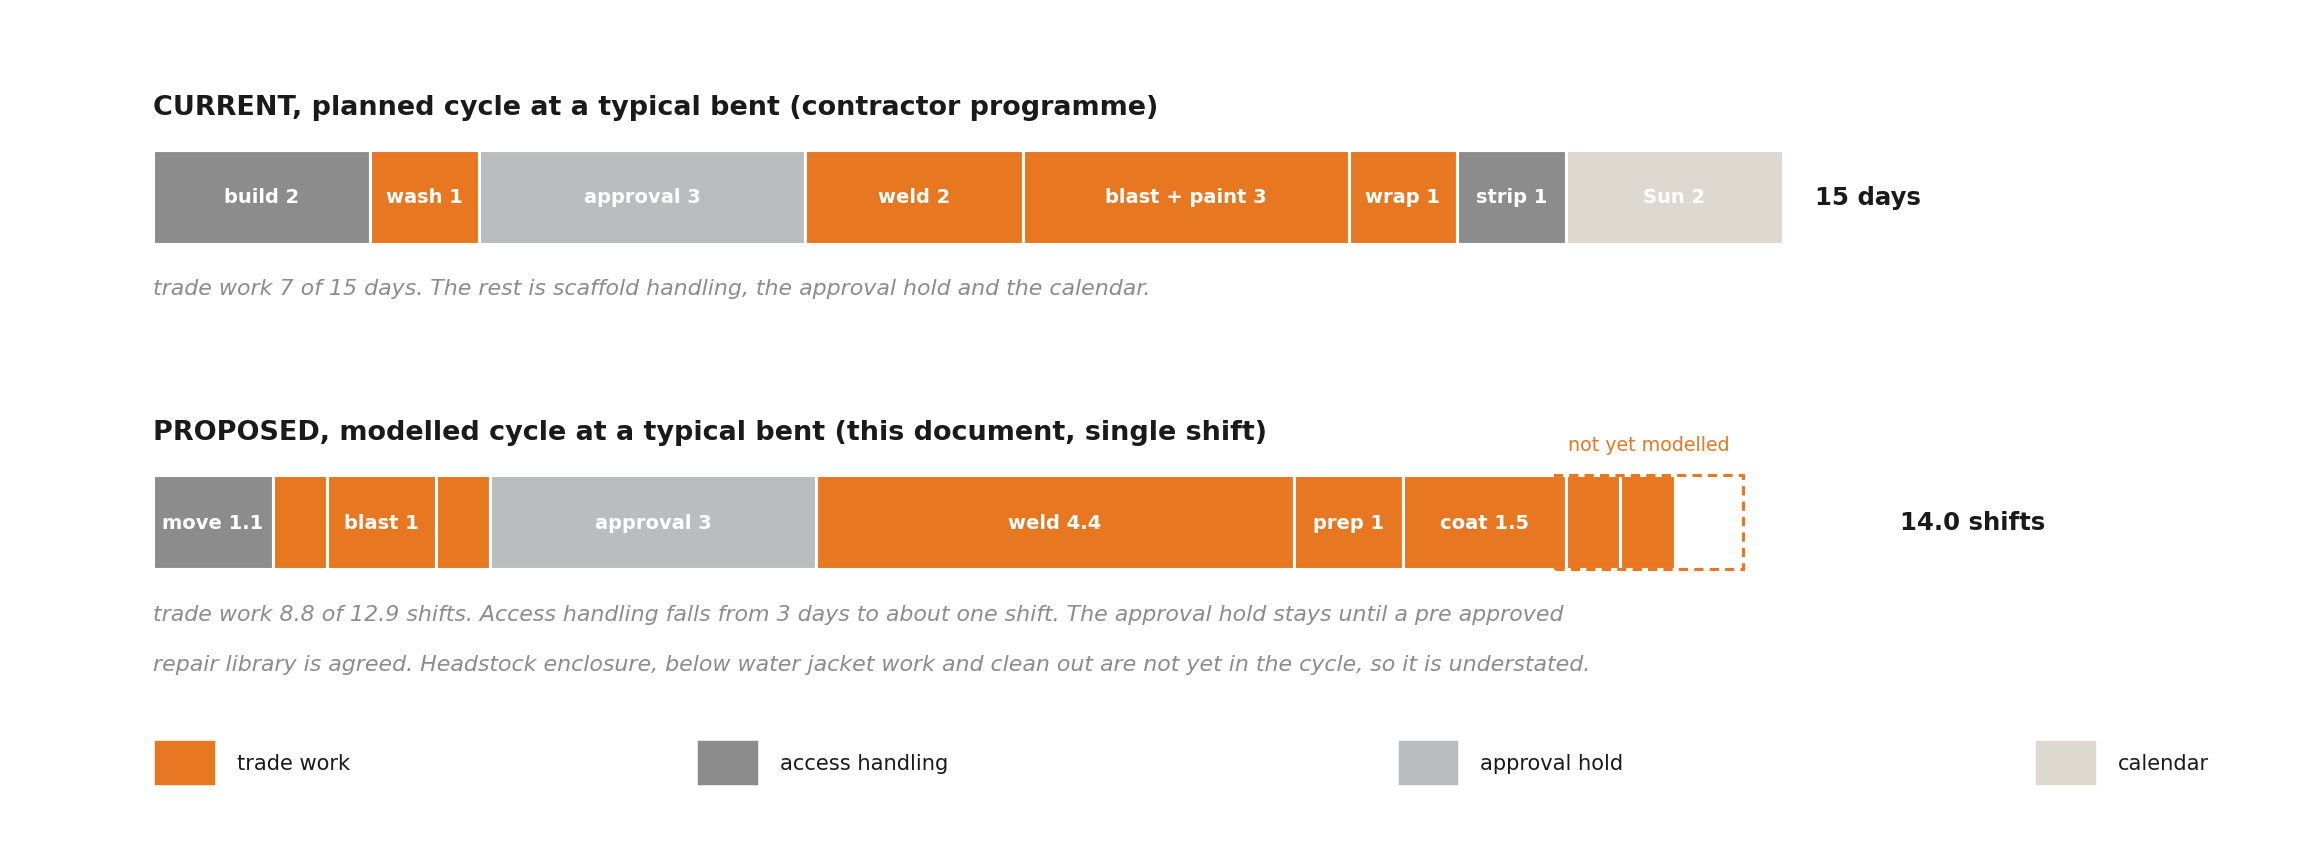 CURRENT, planned cycle at a typical bent (contractor programme)
build 2
wash 1
approval 3
weld 2
blast + paint 3
wrap 1
strip 1
Sun 2
15 days
trade work 7 of 15 days. The rest is scaffold handling, the approval hold and the calendar.
PROPOSED, modelled cycle at a typical bent (this document, single shift)
not yet modelled
move 1.1
blast 1
approval 3
weld 4.4
prep 1
coat 1.5
14.0 shifts
trade work 8.8 of 12.9 shifts. Access handling falls from 3 days to about one shift. The approval hold stays until a pre approved
repair library is agreed. Headstock enclosure, below water jacket work and clean out are not yet in the cycle, so it is understated.
trade work
access handling
approval hold
calendar